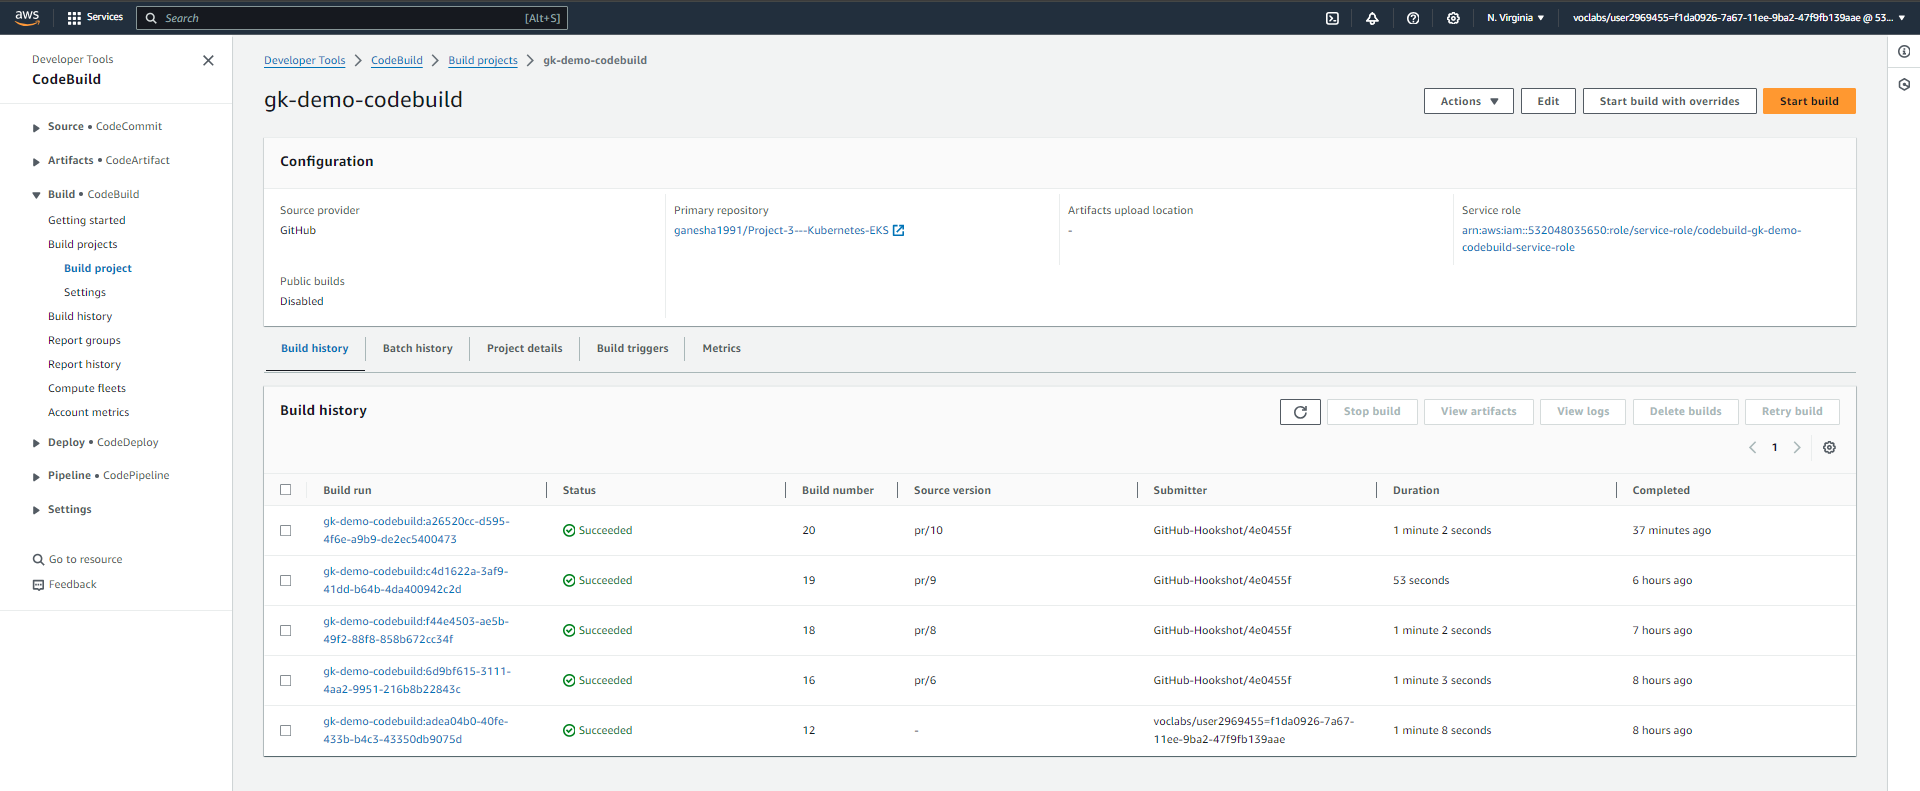 aws Services Search [Alt+S] N. Virginia voclabs/user2969455=f1da0926-7a67-11ee-9ba2-47f9fb139aae @ 53...
Developer Tools
CodeBuild
Source • CodeCommit
Artifacts • CodeArtifact
Build • CodeBuild
Getting started
Build projects
Build project
Settings
Build history
Report groups
Report history
Compute fleets
Account metrics
Deploy • CodeDeploy
Pipeline • CodePipeline
Settings
Go to resource
Feedback
Developer Tools CodeBuild Build projects gk-demo-codebuild
gk-demo-codebuild
Actions Edit Start build with overrides Start build
Configuration
Source provider
GitHub
Primary repository
ganesha1991/Project-3---Kubernetes-EKS
Artifacts upload location
-
Service role
arn:aws:iam::532048035650:role/service-role/codebuild-gk-demo-
codebuild-service-role
Public builds
Disabled
Build history Batch history Project details Build triggers Metrics
Build history
Stop build View artifacts View logs Delete builds Retry build
1
Build run Status Build number Source version Submitter Duration Completed
gk-demo-codebuild:a26520cc-d595-
4f6e-a9b9-de2ec5400473
Succeeded 20 pr/10 GitHub-Hookshot/4e0455f 1 minute 2 seconds 37 minutes ago
gk-demo-codebuild:c4d1622a-3af9-
41dd-b64b-4da400942c2d
Succeeded 19 pr/9 GitHub-Hookshot/4e0455f 53 seconds 6 hours ago
gk-demo-codebuild:f44e4503-ae5b-
49f2-88f8-858b672cc34f
Succeeded 18 pr/8 GitHub-Hookshot/4e0455f 1 minute 2 seconds 7 hours ago
gk-demo-codebuild:6d9bf615-3111-
4aa2-9951-216b8b22843c
Succeeded 16 pr/6 GitHub-Hookshot/4e0455f 1 minute 3 seconds 8 hours ago
gk-demo-codebuild:adea04b0-40fe-
433b-b4c3-43350db9075d
Succeeded 12 -
voclabs/user2969455=f1da0926-7a67-
11ee-9ba2-47f9fb139aae
1 minute 8 seconds 8 hours ago